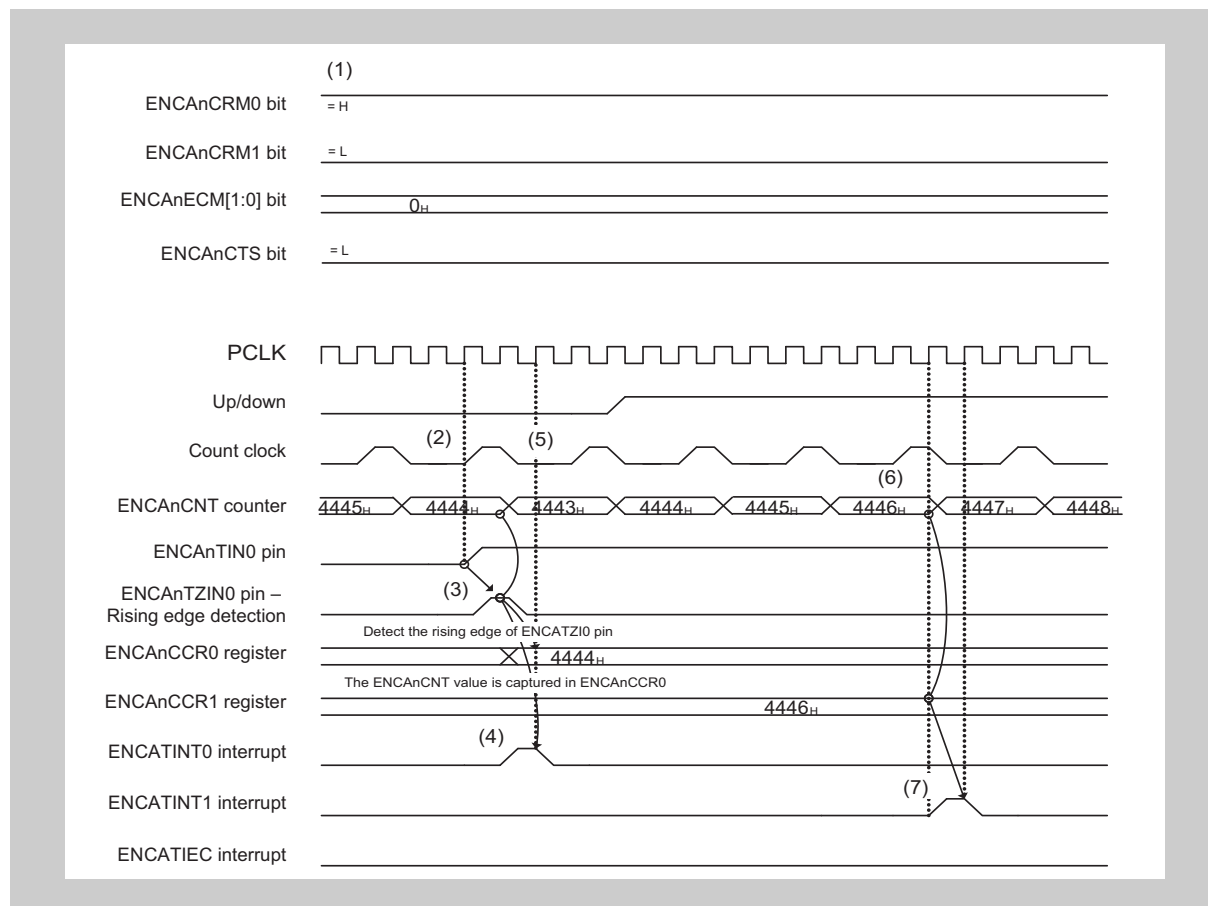 (1)
ENCAnCRM0 bit = H
ENCAnCRM1 bit = L
ENCAnECM[1:0] bit 0H
ENCAnCTS bit = L
PCLK
Up/down
(2) (5)
Count clock
(6)
ENCAnCNT counter 4445H 4444H 4443H 4444H 4445H 4446H 4447H 4448H
ENCAnTIN0 pin
(3)
ENCAnTZIN0 pin –
Rising edge detection
Detect the rising edge of ENCATZI0 pin
ENCAnCCR0 register 4444H
The ENCAnCNT value is captured in ENCAnCCR0
ENCAnCCR1 register 4446H
(4)
ENCATINT0 interrupt
(7)
ENCATINT1 interrupt
ENCATIEC interrupt